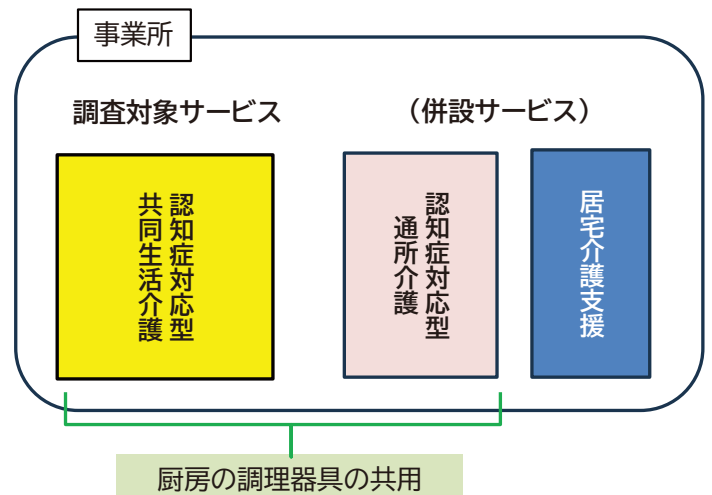 事業所
調査対象サービス
（併設サービス）
認知症対応型
共同生活介護
認知症対応型
通所介護
居宅介護支援
厨房の調理器具の共用